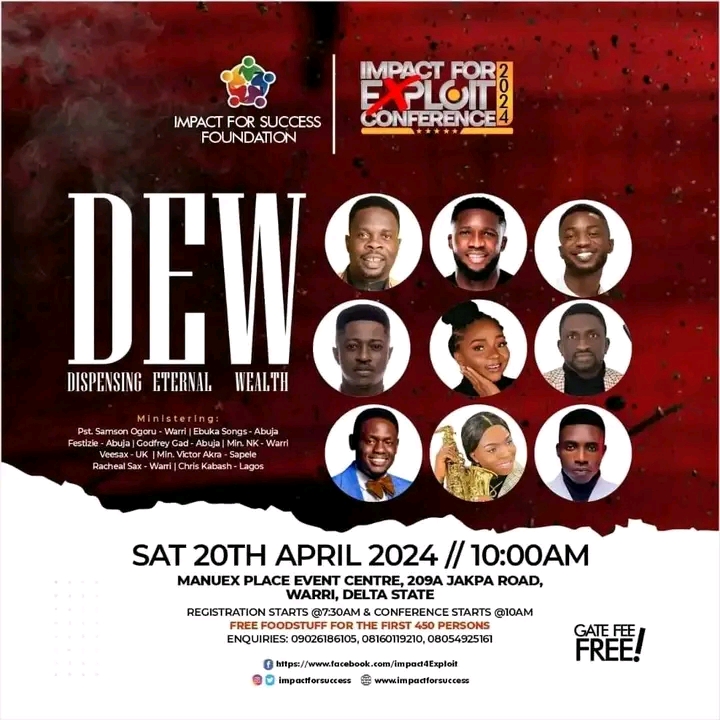 IMPACT FOR SUCCESS
FOUNDATION
IMPACT FOR
EXPLOIT
CONFERENCE
2024
DEW
DISPENSING ETERNAL WEALTH
Ministering:
Pst. Samson Ogoru - Warri | Ebuka Songs - Abuja
Festizie - Abuja | Godfrey Gad - Abuja | Min. NK - Warri
Veesax - UK | Min. Victor Akra - Sapele
Racheal Sax - Warri | Chris Kabash - Lagos
SAT 20TH APRIL 2024 // 10:00AM
MANUEX PLACE EVENT CENTRE, 209A JAKPA ROAD,
WARRI, DELTA STATE
REGISTRATION STARTS @7:30AM & CONFERENCE STARTS @10AM
FREE FOODSTUFF FOR THE FIRST 450 PERSONS
ENQUIRIES: 09026186105, 08160119210, 08054925161
GATE FEE
FREE!
https://www.facebook.com/impact4Exploit
impactforsuccess www.impactforsuccess